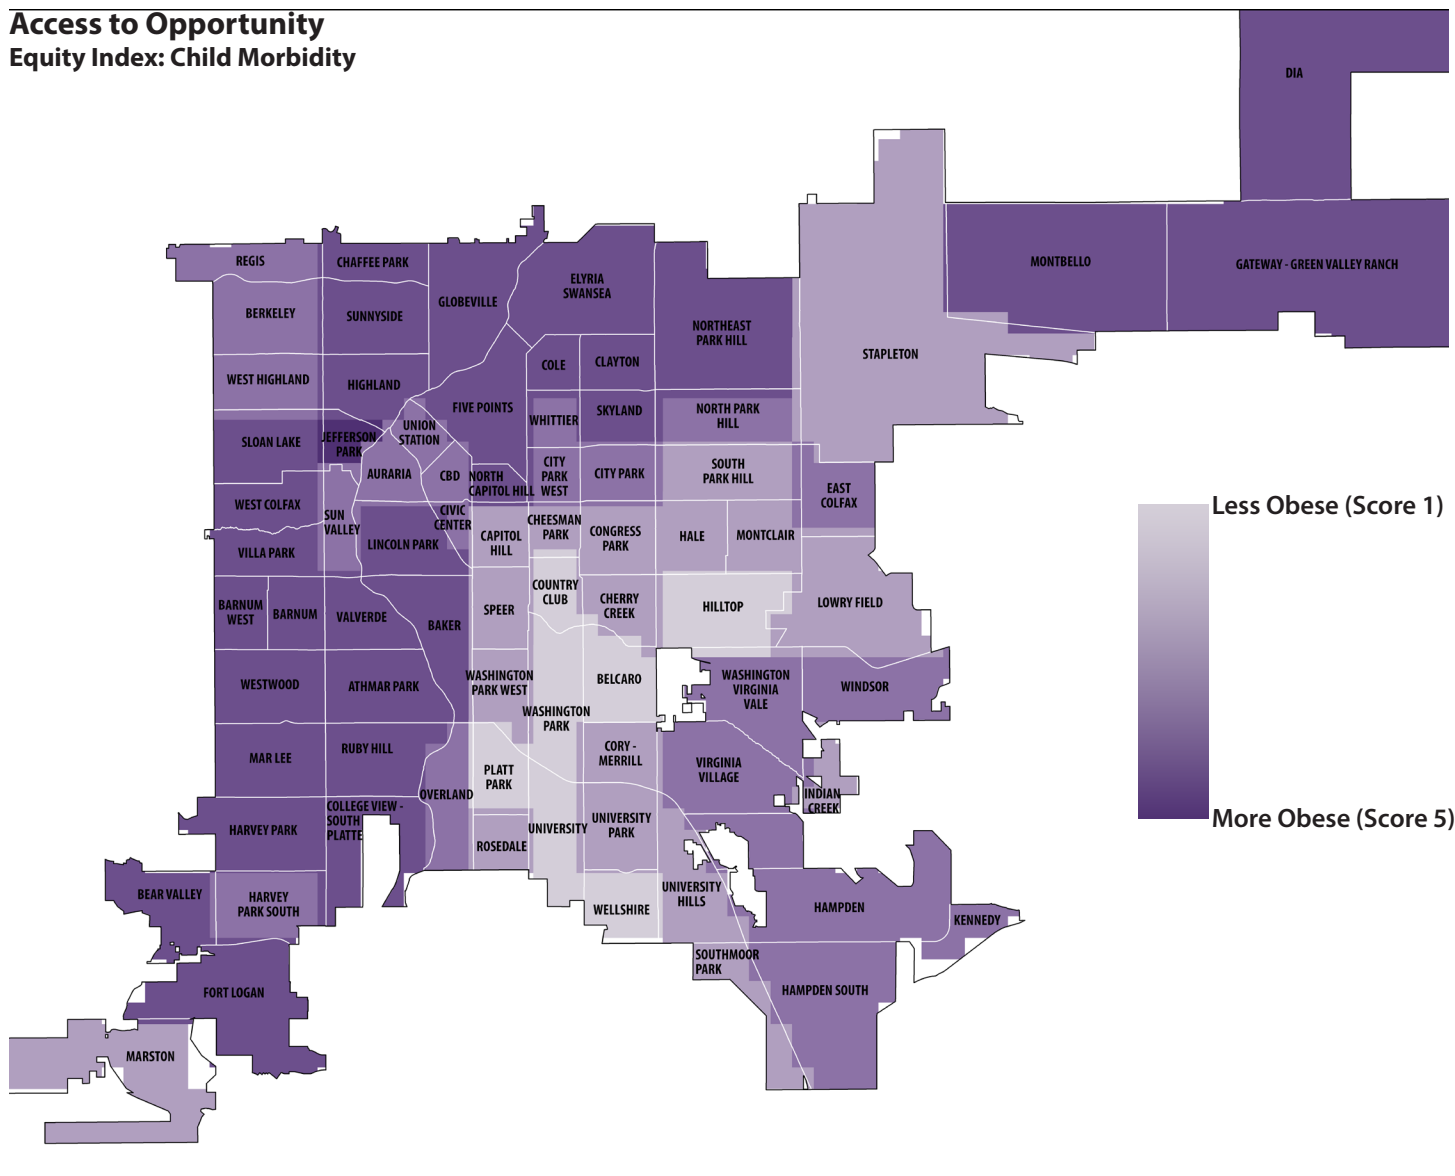 Access to Opportunity
Equity Index: Child Morbidity
DIA
REGIS
CHAFFEE PARK
GLOBEVILLE
ELYRIA
SWANSEA
MONTBELLO
GATEWAY - GREEN VALLEY RANCH
BERKELEY
SUNNYSIDE
NORTHEAST
PARK HILL
STAPLETON
WEST HIGHLAND
HIGHLAND
COLE
CLAYTON
FIVE POINTS
WHITTIER
SKYLAND
NORTH PARK
HILL
SLOAN LAKE
JEFFERSON
PARK
UNION
STATION
AURARIA
CBD
NORTH
CAPITOL HILL
CITY
PARK
WEST
CITY PARK
SOUTH
PARK HILL
EAST
COLFAX
WEST COLFAX
SUN
VALLEY
CIVIC
CENTER
LINCOLN PARK
CAPITOL
HILL
CHEESMAN
PARK
CONGRESS
PARK
HALE
MONTCLAIR
Less Obese (Score 1)
VILLA PARK
BARNUM
WEST
BARNUM
VALVERDE
BAKER
SPEER
COUNTRY
CLUB
CHERRY
CREEK
HILLTOP
LOWRY FIELD
WESTWOOD
ATHMAR PARK
WASHINGTON
PARK WEST
WASHINGTON
PARK
BELCARO
WASHINGTON
VIRGINIA
VALE
WINDSOR
MAR LEE
RUBY HILL
PLATT
PARK
CORY -
MERRILL
VIRGINIA
VILLAGE
INDIAN
CREEK
OVERLAND
More Obese (Score 5)
HARVEY PARK
COLLEGE VIEW -
SOUTH
PLATTE
ROSEDALE
UNIVERSITY
UNIVERSITY
PARK
BEAR VALLEY
HARVEY
PARK SOUTH
WELLSHIRE
UNIVERSITY
HILLS
HAMPDEN
KENNEDY
SOUTHMOOR
PARK
HAMPDEN SOUTH
FORT LOGAN
MARSTON